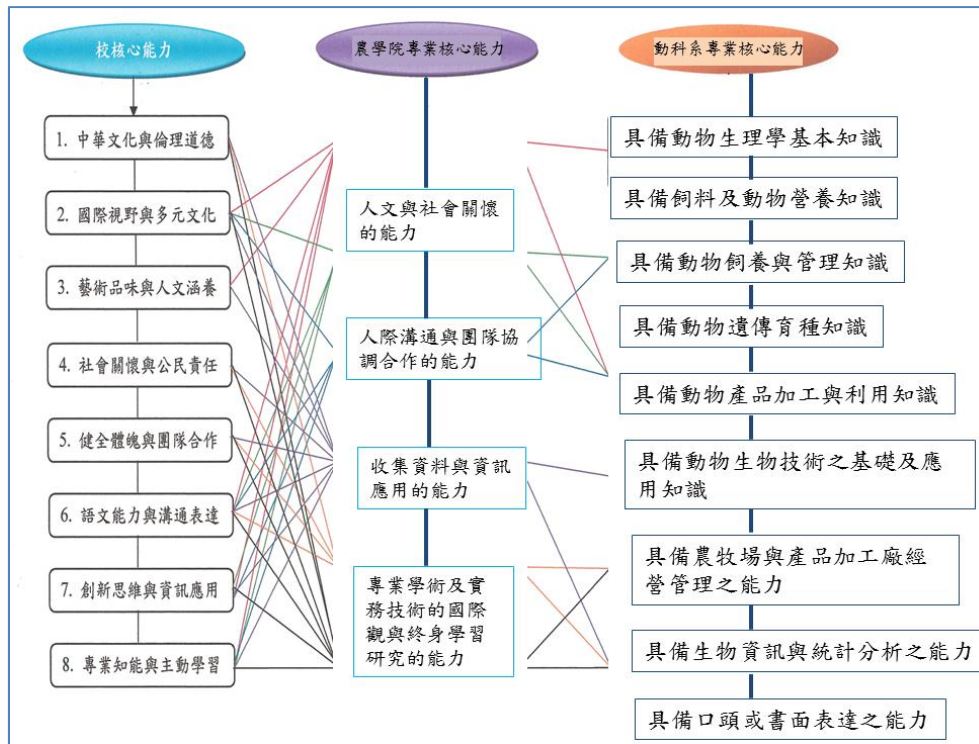 校核心能力
1. 中華文化與倫理道德
2. 國際視野與多元文化
3. 藝術品味與人文涵養
4. 社會關懷與公民責任
5. 健全體魄與團隊合作
6. 語文能力與溝通表達
7. 創新思維與資訊應用
8. 專業知能與主動學習
農學院專業核心能力
人文與社會關懷
的能力
人際溝通與團隊協
調合作的能力
收集資料與資訊
應用的能力
專業學術及實
務技術的國際
觀與終身學習
研究的能力
動科系專業核心能力
具備動物生理學基本知識
具備飼料及動物營養知識
具備動物飼養與管理知識
具備動物遺傳育種知識
具備動物產品加工與利用知識
具備動物生物技術之基礎及應
用知識
具備農牧場與產品加工廠經
營管理之能力
具備生物資訊與統計分析之能力
具備口頭或書面表達之能力